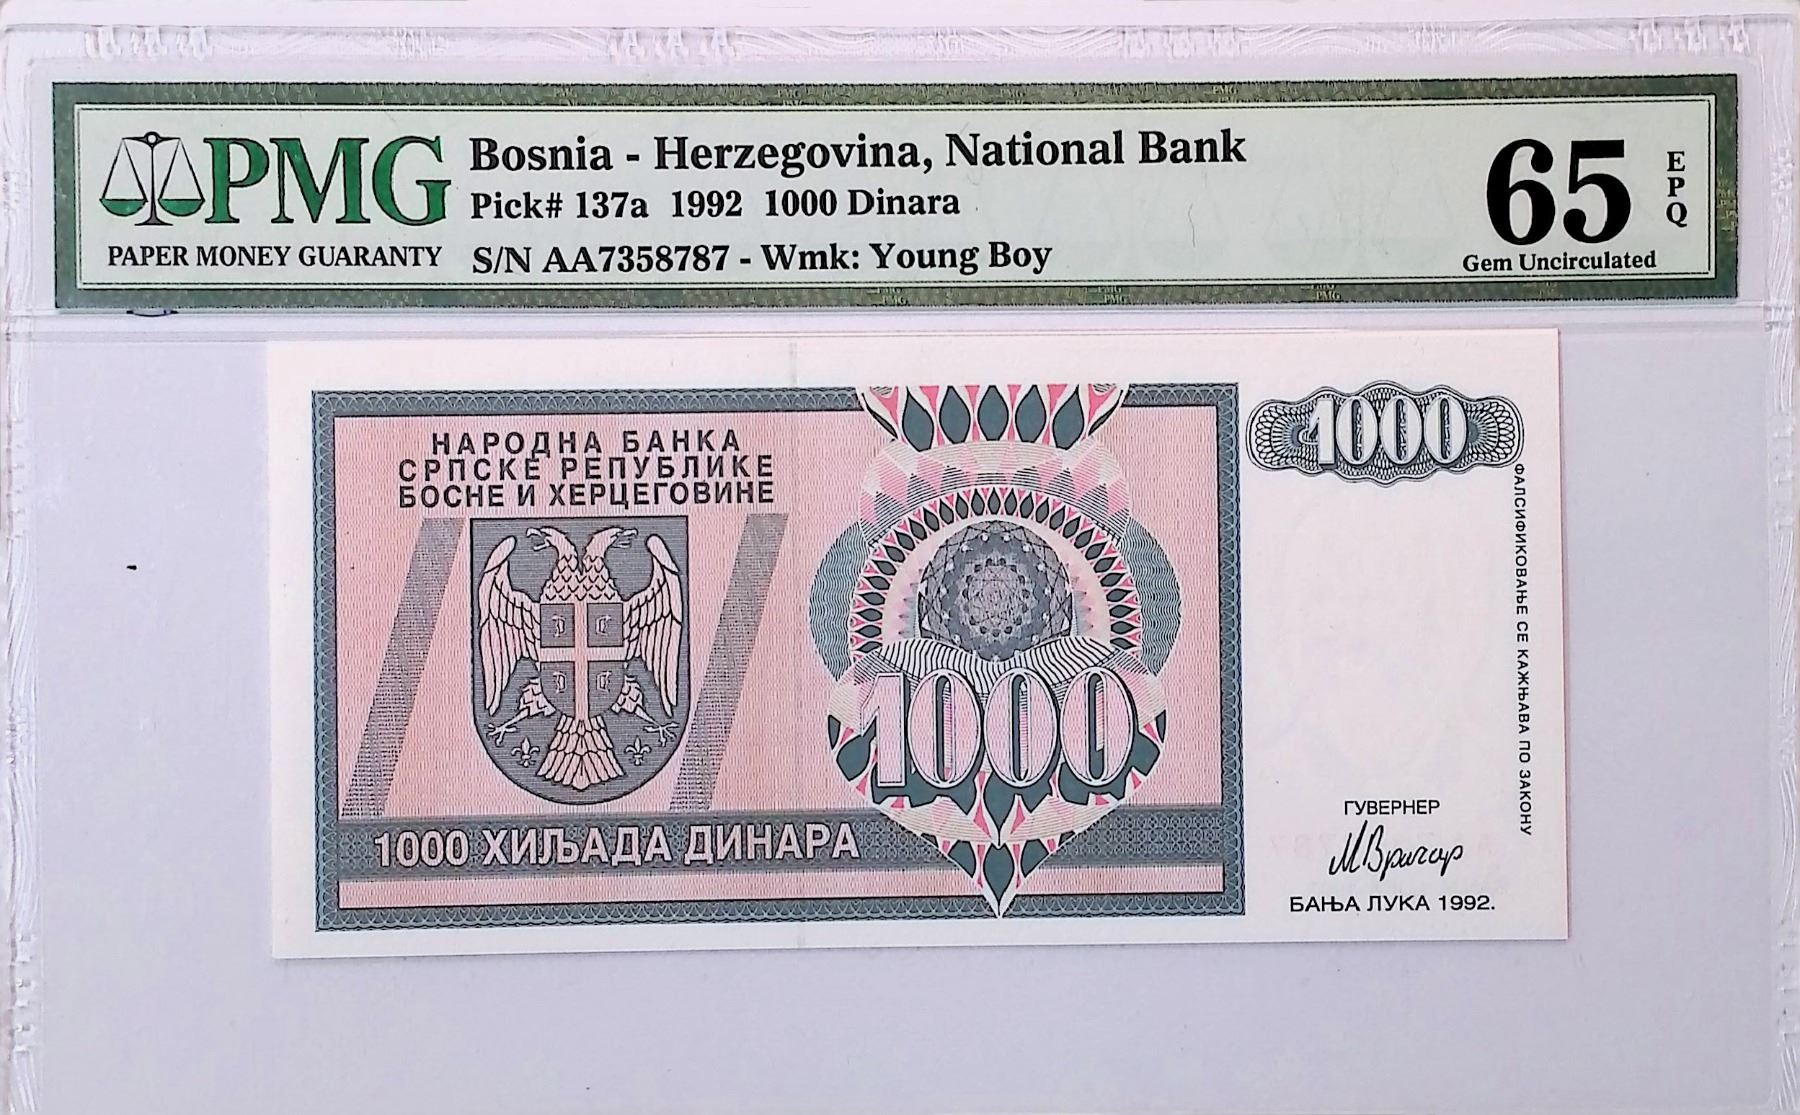 PMG
PAPER MONEY GUARANTY
Bosnia - Herzegovina, National Bank
Pick# 137a 1992 1000 Dinara
S/N AA7358787 - Wmk: Young Boy
65
EPQ
Gem Uncirculated
НАРОДНА БАНКА
СРПСКЕ РЕПУБЛИКЕ
БОСНЕ И ХЕРЦЕГОВИНЕ
1000
1000
1000 ХИЉАДА ДИНАРА
ФАЛСИФИКОВАЊЕ СЕ КАЖЊАВА ПО ЗАКОНУ
ГУВЕРНЕР
БАЊА ЛУКА 1992.